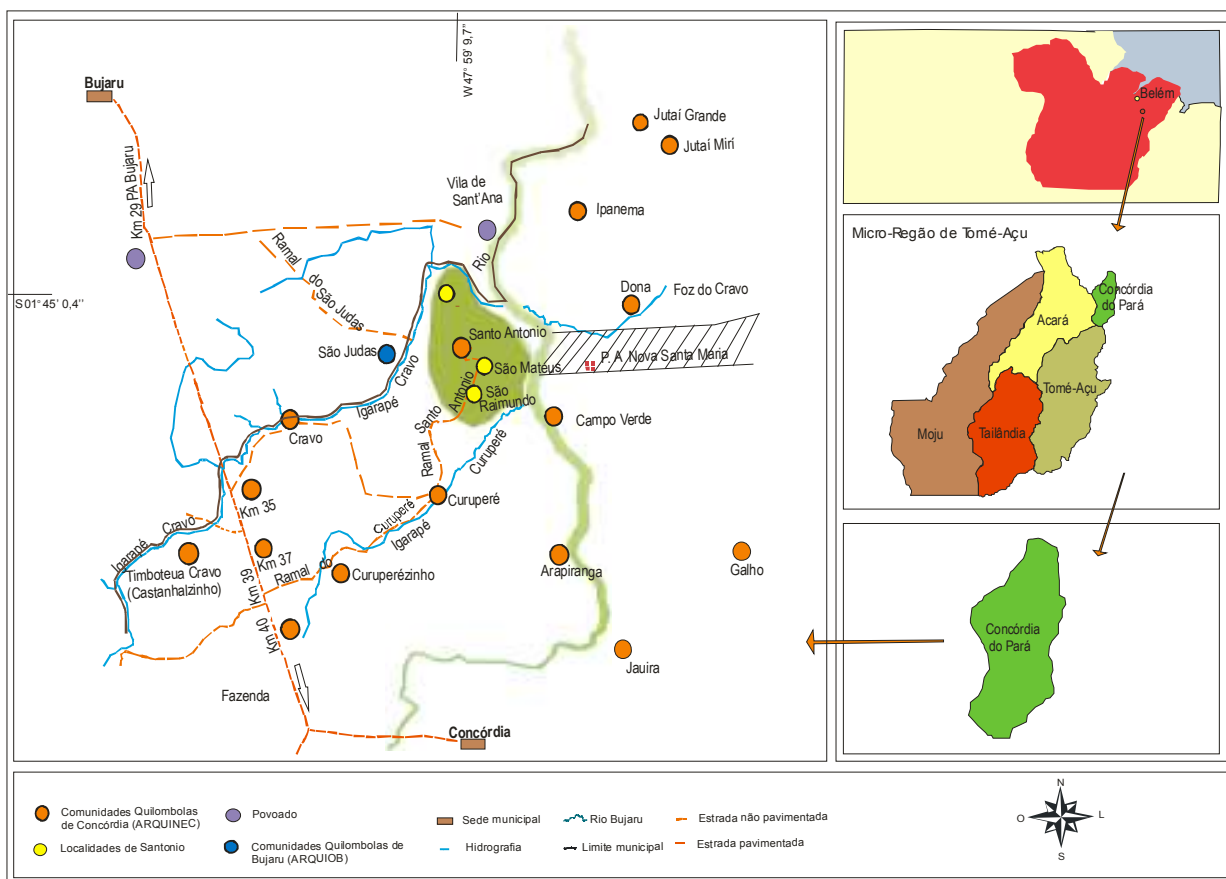 W 47° 59' 9,7"
Bujaru
Km 29 PA Bujaru
S 01° 45' 0,4"
Jutaí Grande
Jutaí Mirí
Vila de
Sant'Ana
Ipanema
Rio
Ramal
do
São Judas
Dona
Foz do Cravo
São Judas
Santo Antonio
São Matéus
São
Raimundo
P. A. Nova Santa Maria
Cravo
Igarapé
Cravo
Ramal
Santo
Antonio
Campo Verde
Curuperé
Curuperé
Km 35
Igarapé
Cravo
Timboteua Cravo
(Castanhalzinho)
Km 37
Km 39
Km 40
Ramal
do
Curuperé
Igarapé
Curuperézinho
Arapiranga
Galho
Jauira
Fazenda
Concórdia
Belém
Micro-Região de Tomé-Açu
Concórdia
do Pará
Acará
Tomé-Açu
Moju
Tailândia
Concórdia
do Pará
Comunidades Quilombolas
de Concórdia (ARQUINEC)
Localidades de Santonio
Povoado
Comunidades Quilombolas de
Bujaru (ARQUIOB)
Sede municipal
Hidrografia
Rio Bujaru
Limite municipal
Estrada não pavimentada
Estrada pavimentada
N
O
L
S